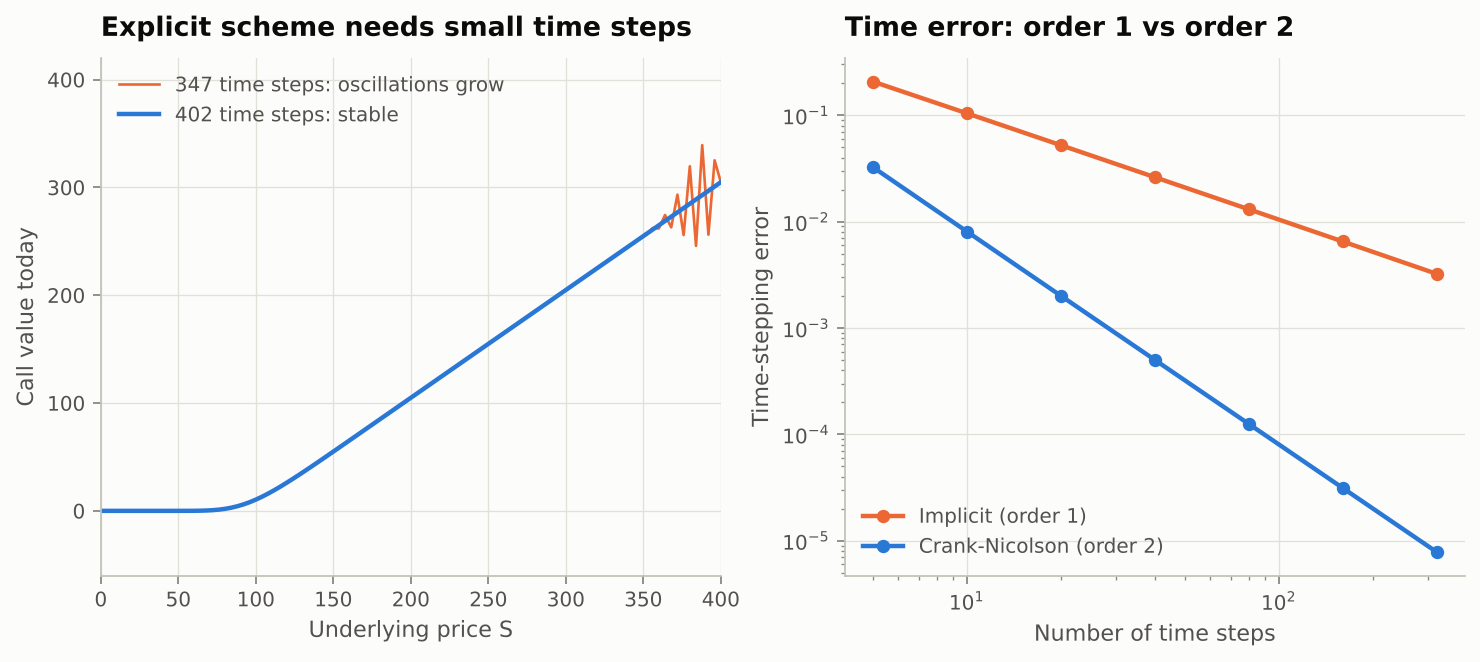 Explicit scheme needs small time steps
347 time steps: oscillations grow
402 time steps: stable
400
300
200
100
0
Call value today
0 50 100 150 200 250 300 350 400
Underlying price S
Time error: order 1 vs order 2
10⁻¹
10⁻²
10⁻³
10⁻⁴
10⁻⁵
Time-stepping error
Implicit (order 1)
Crank-Nicolson (order 2)
10¹ 10²
Number of time steps